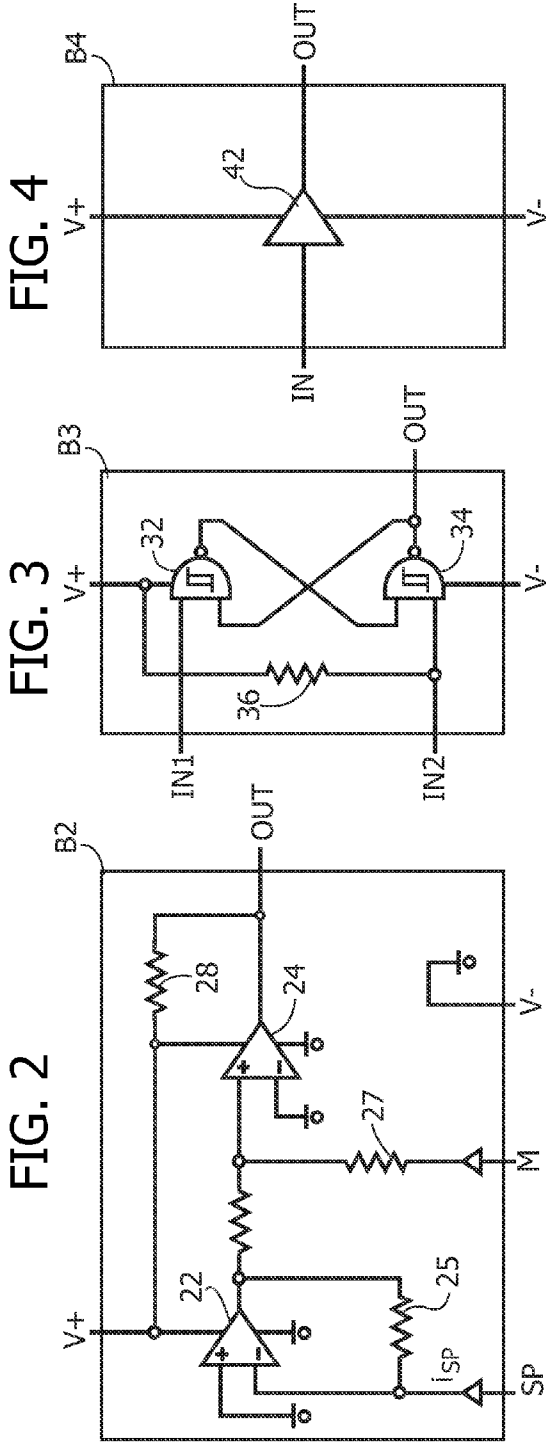 FIG. 2
B2
V+
22
+
−
28
24
+
−
OUT
27
25
iSP
SP
M
V-
FIG. 3
B3
V+
32
IN1
36
IN2
OUT
34
V-
FIG. 4
B4
V+
42
IN
OUT
V-